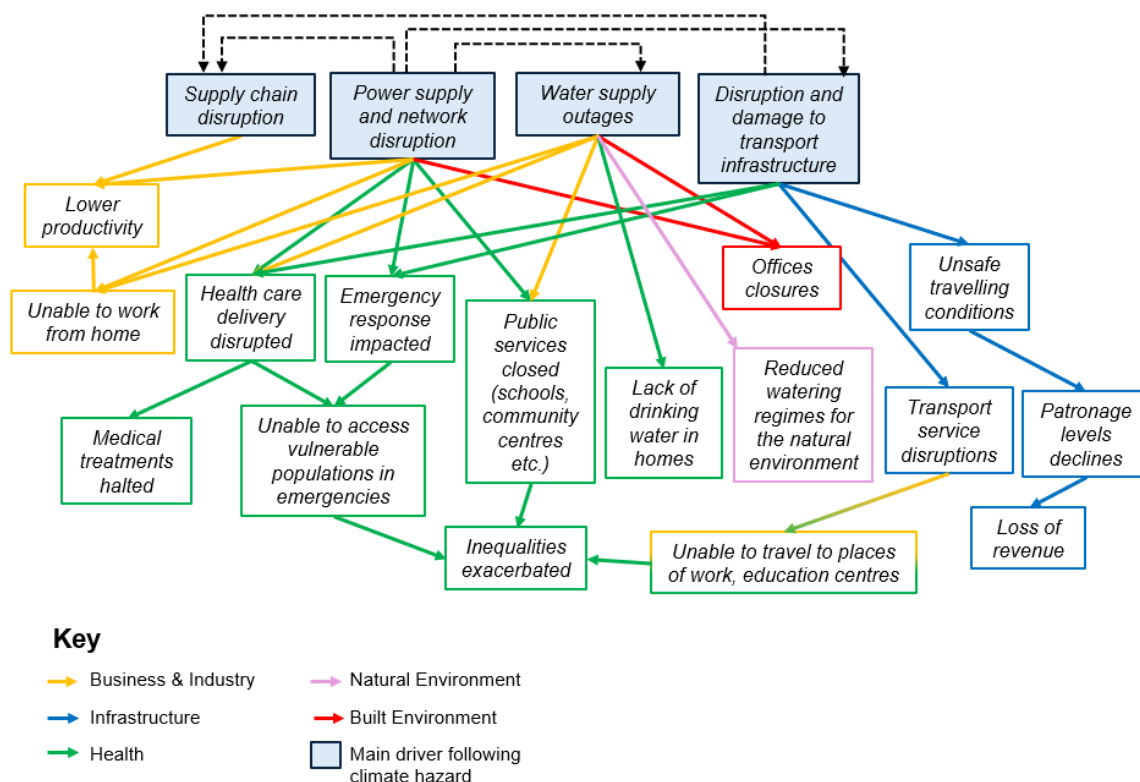 Supply chain
disruption
Power supply
and network
disruption
Water supply
outages
Disruption and
damage to
transport
infrastructure
Lower
productivity
Unable to work
from home
Health care
delivery
disrupted
Emergency
response
impacted
Public
services
closed
(schools,
community
centres
etc.)
Lack of
drinking
water in
homes
Offices
closures
Reduced
watering
regimes for
the natural
environment
Unsafe
travelling
conditions
Transport
service
disruptions
Patronage
levels
declines
Medical
treatments
halted
Unable to access
vulnerable
populations in
emergencies
Inequalities
exacerbated
Unable to travel to places
of work, education centres
Loss of
revenue
Key
Business & Industry
Infrastructure
Health
Natural Environment
Built Environment
Main driver following
climate hazard